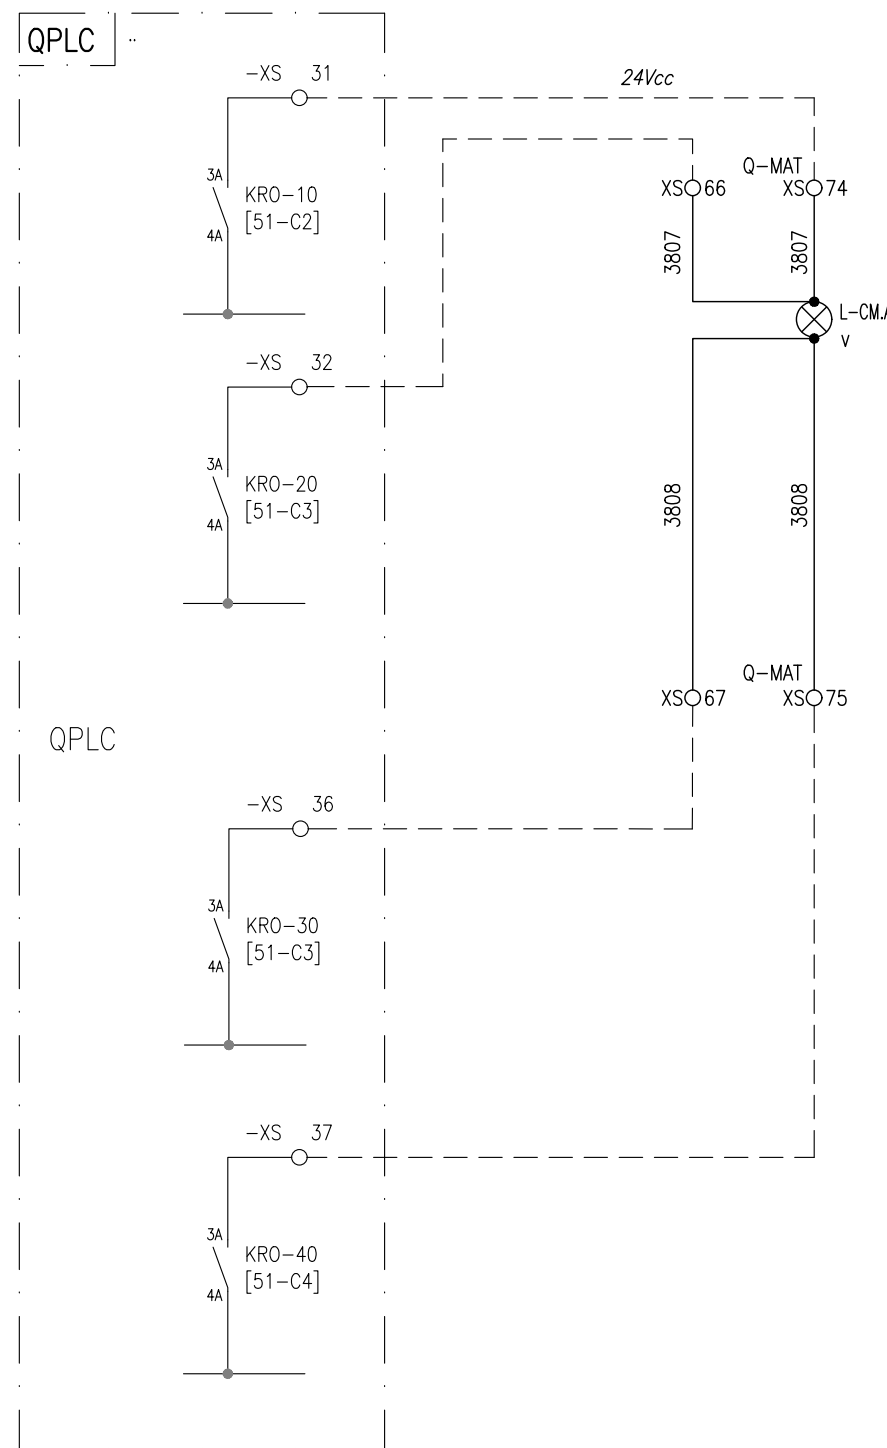 QPLC
-XS 31
24Vcc
3A
KRO-10
[51-C2]
4A
Q-MAT
XS 66
XS 74
3807
3807
L-CM.A
V
-XS 32
3A
KRO-20
[51-C3]
4A
3808
3808
Q-MAT
XS 67
XS 75
QPLC
-XS 36
3A
KRO-30
[51-C3]
4A
-XS 37
3A
KRO-40
[51-C4]
4A